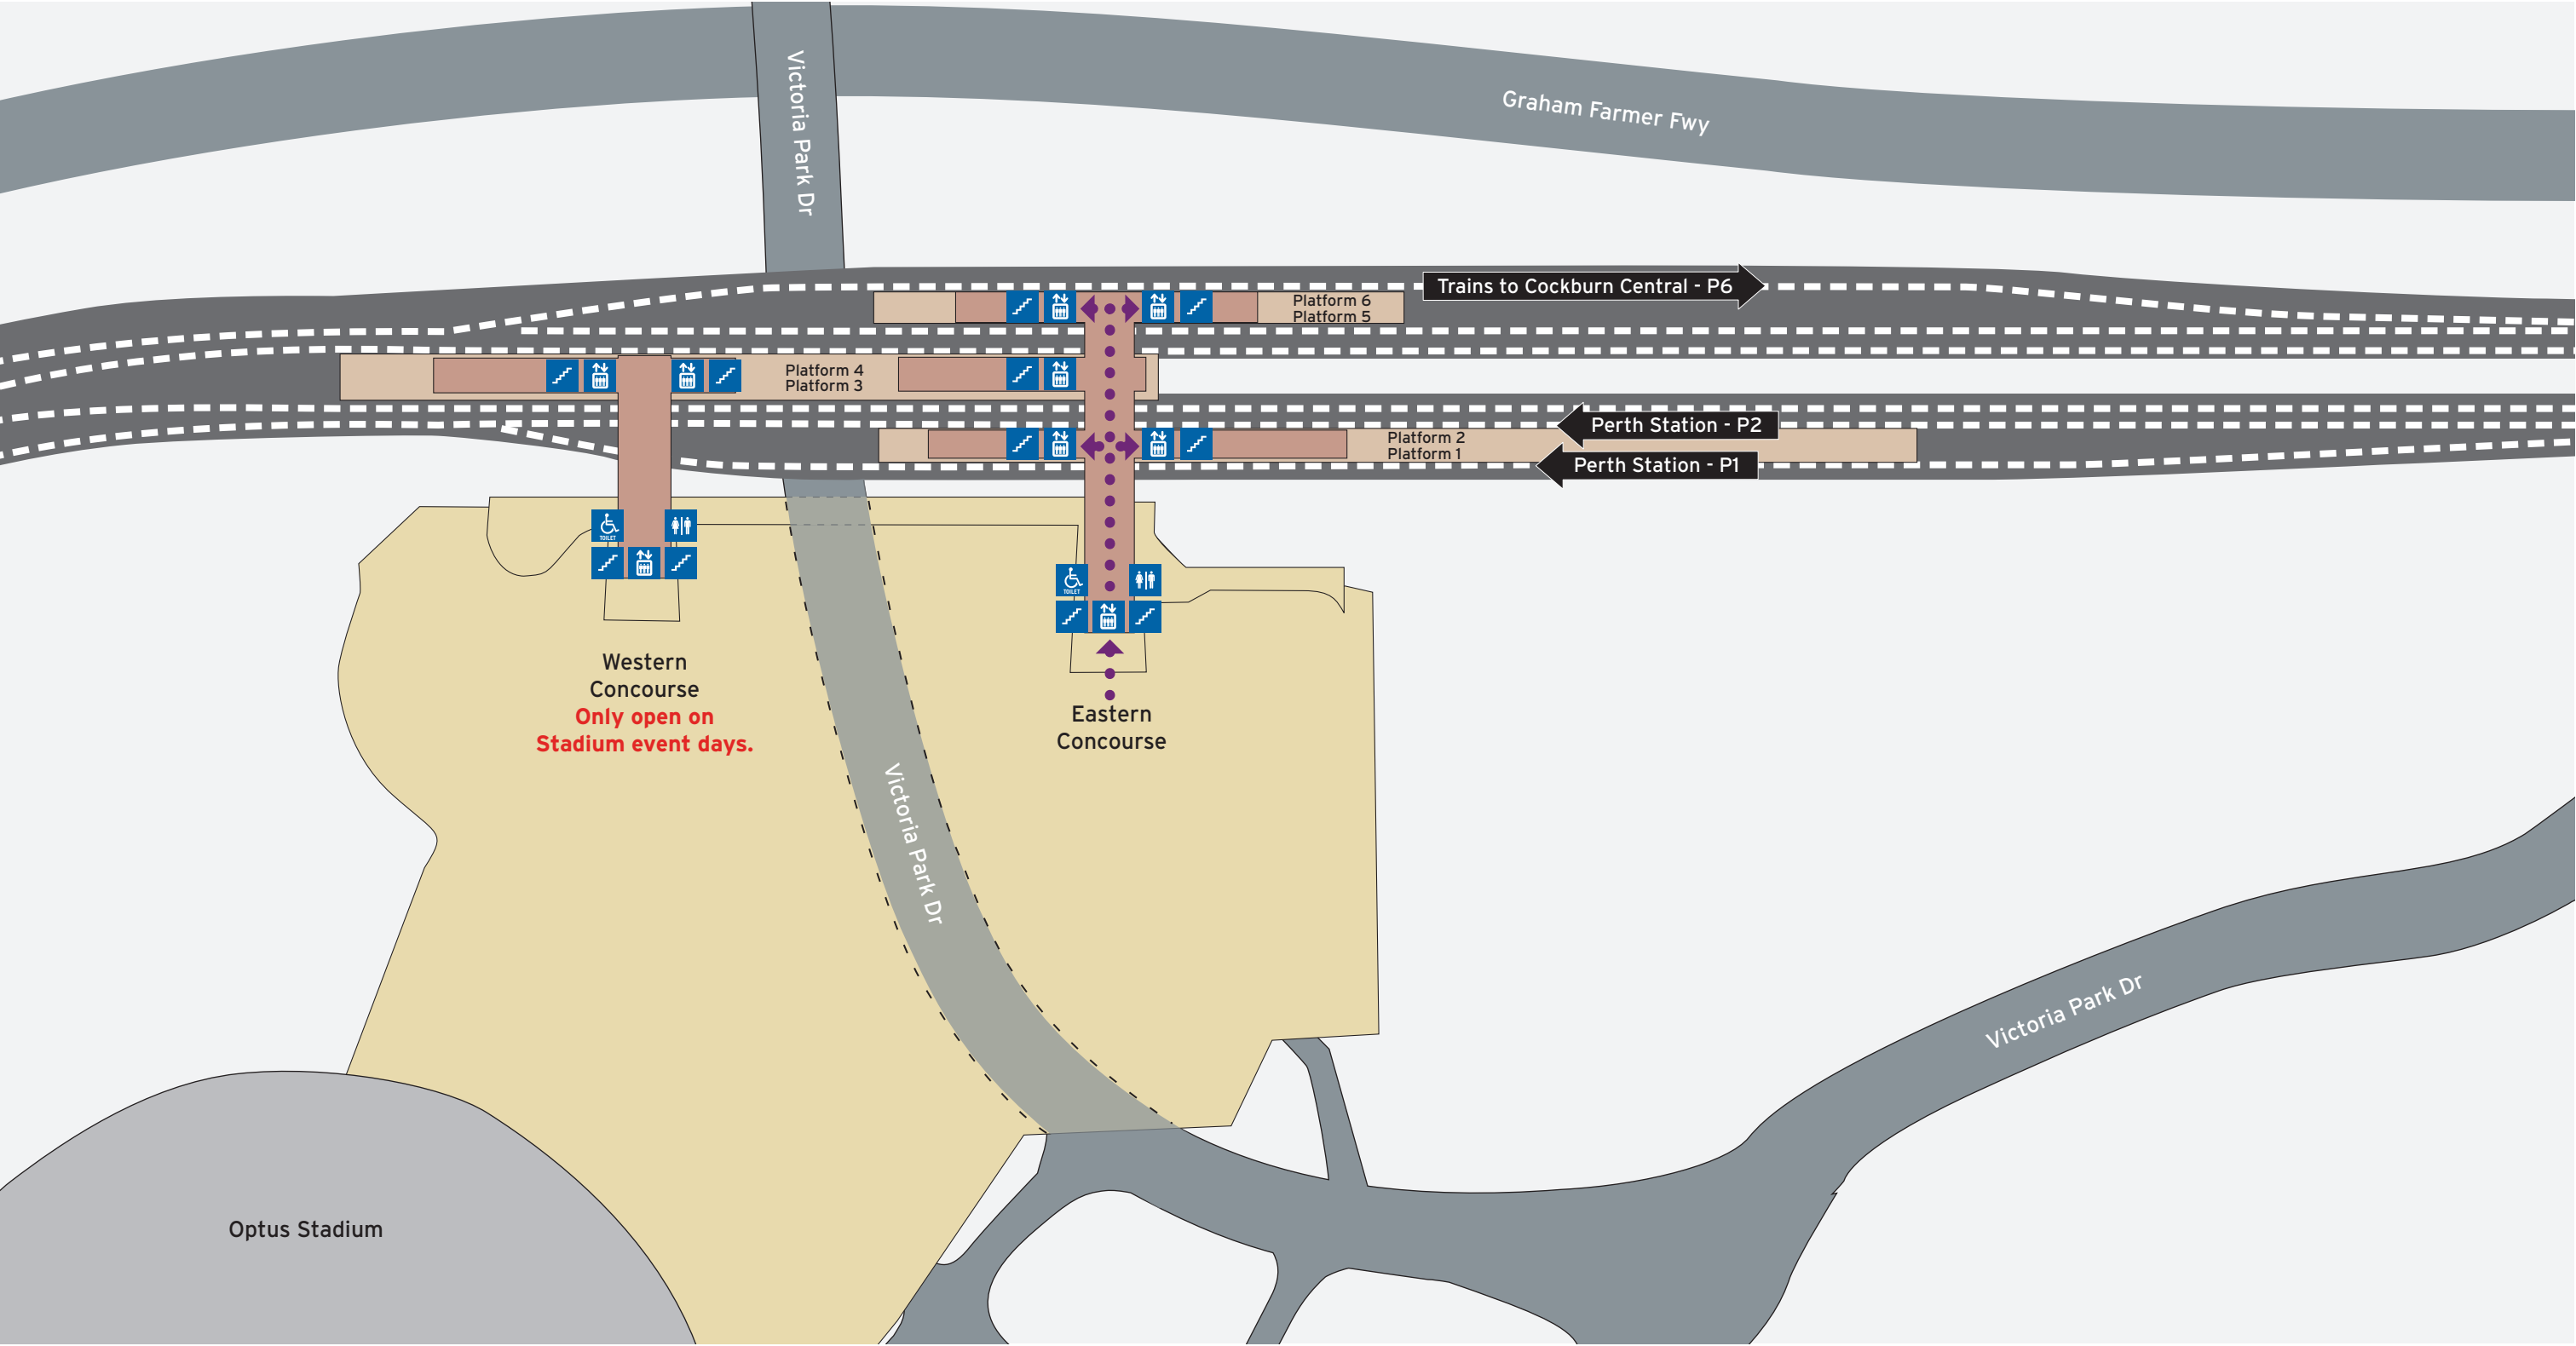 Victoria Park Dr
Graham Farmer Fwy
Trains to Cockburn Central - P6
Platform 6
Platform 5
Platform 4
Platform 3
Perth Station - P2
Platform 2
Platform 1
Perth Station - P1
TOILET
TOILET
Western
Concourse
Only open on
Stadium event days.
Eastern
Concourse
Victoria Park Dr
Victoria Park Dr
Optus Stadium